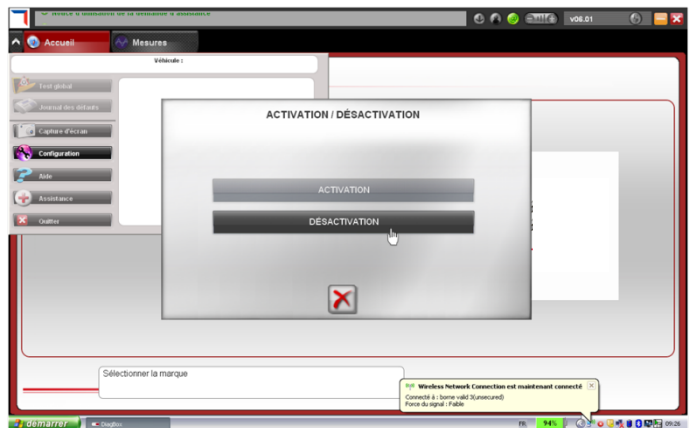 v06.01
Accueil
Mesures
Véhicule :
Test global
Journal des défauts
Capture d'écran
Configuration
Aide
Assistance
Quitter
ACTIVATION / DÉSACTIVATION
ACTIVATION
DÉSACTIVATION
Sélectionner la marque
Wireless Network Connection est maintenant connecté
Connecté à : borne valid 3(unsecured)
Force du signal : Faible
démarrer
DiagBox
FR
94%
09:26